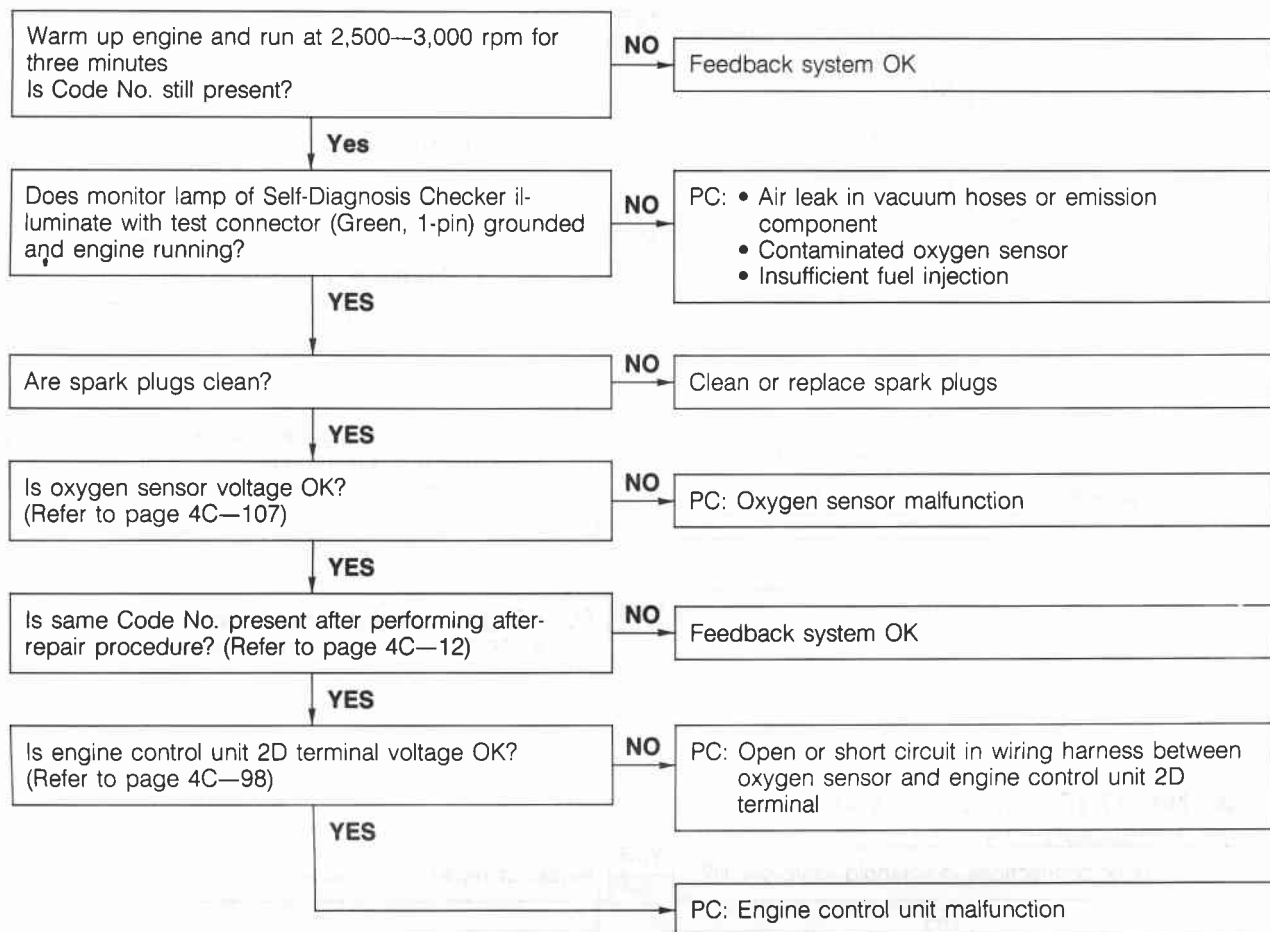 Warm up engine and run at 2,500—3,000 rpm for
three minutes
Is Code No. still present?
NO
Feedback system OK
Yes
Does monitor lamp of Self-Diagnosis Checker il-
luminate with test connector (Green, 1-pin) grounded
and engine running?
NO
PC: • Air leak in vacuum hoses or emission
component
• Contaminated oxygen sensor
• Insufficient fuel injection
YES
Are spark plugs clean?
NO
Clean or replace spark plugs
YES
Is oxygen sensor voltage OK?
(Refer to page 4C—107)
NO
PC: Oxygen sensor malfunction
YES
Is same Code No. present after performing after-
repair procedure? (Refer to page 4C—12)
NO
Feedback system OK
YES
Is engine control unit 2D terminal voltage OK?
(Refer to page 4C—98)
NO
PC: Open or short circuit in wiring harness between
oxygen sensor and engine control unit 2D
terminal
YES
PC: Engine control unit malfunction